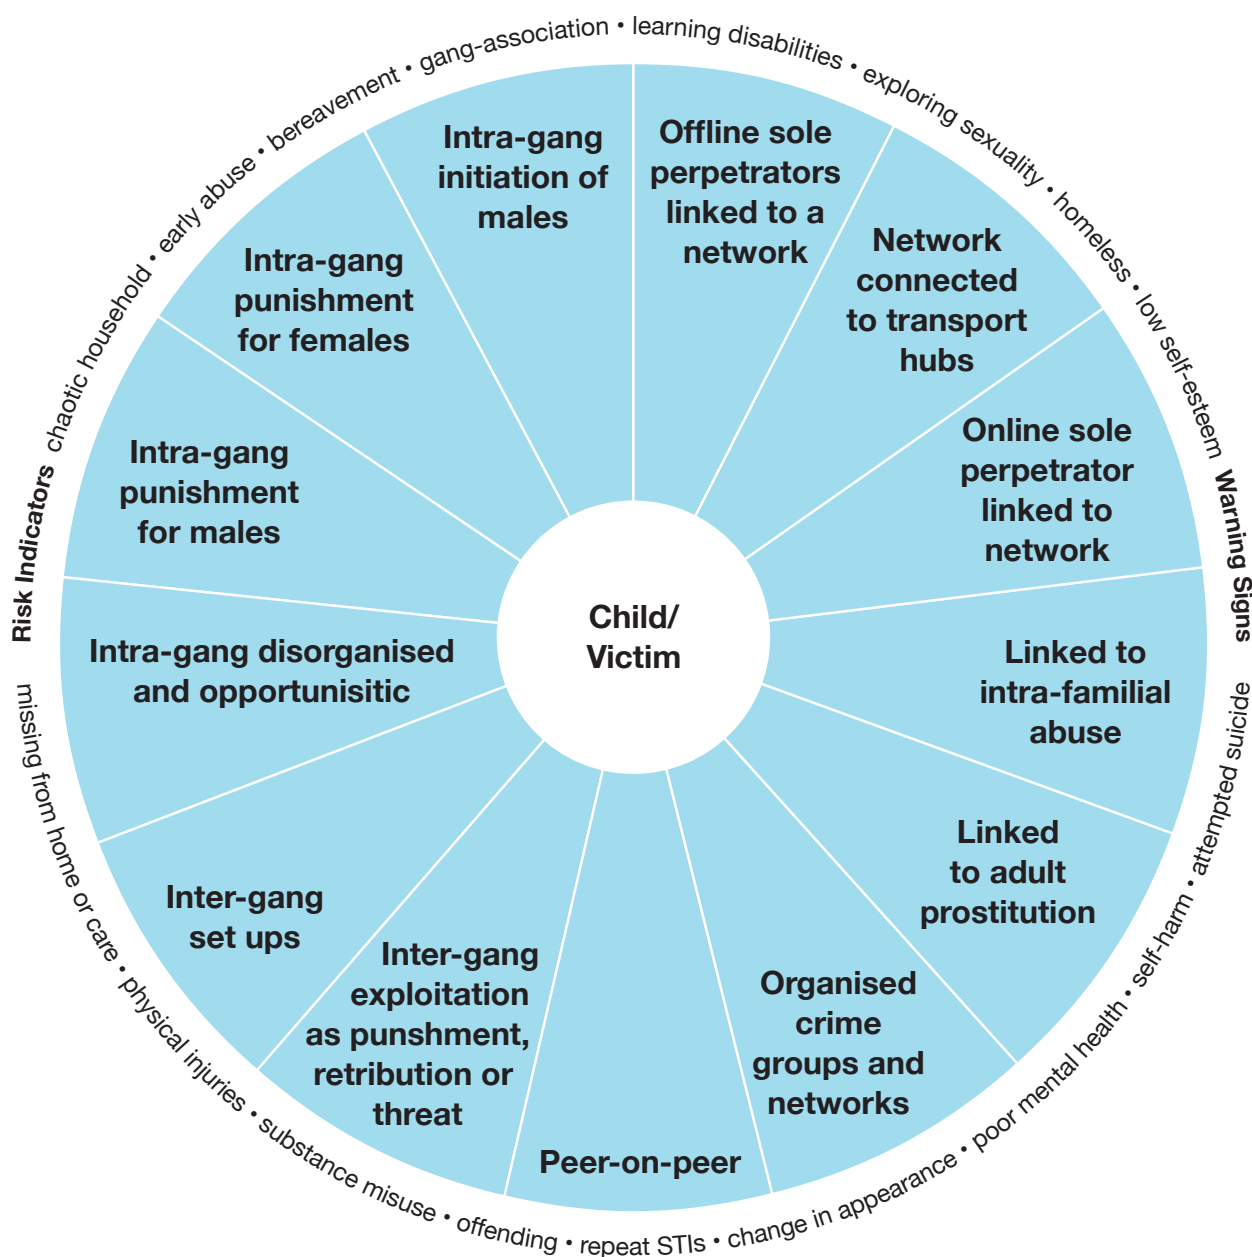 Risk Indicators chaotic household • early abuse • bereavement • gang-association • learning disabilities • exploring sexuality • homeless • low self-esteem Warning Signs
Offline sole
perpetrators
linked to a
network
Network
connected
to transport
hubs
Online sole
perpetrator
linked to
network
Linked to
intra-familial
abuse
Linked
to adult
prostitution
Organised
crime
groups and
networks
Peer-on-peer
Inter-gang
exploitation
as punshment,
retribution or
threat
Inter-gang
set ups
Intra-gang disorganised
and opportunisitic
Intra-gang
punishment
for males
Intra-gang
punishment
for females
Intra-gang
initiation of
males
Child/
Victim
missing from home or care • physical injuries • substance misuse • offending • repeat STIs • change in appearance • poor mental health • self-harm • attempted suicide